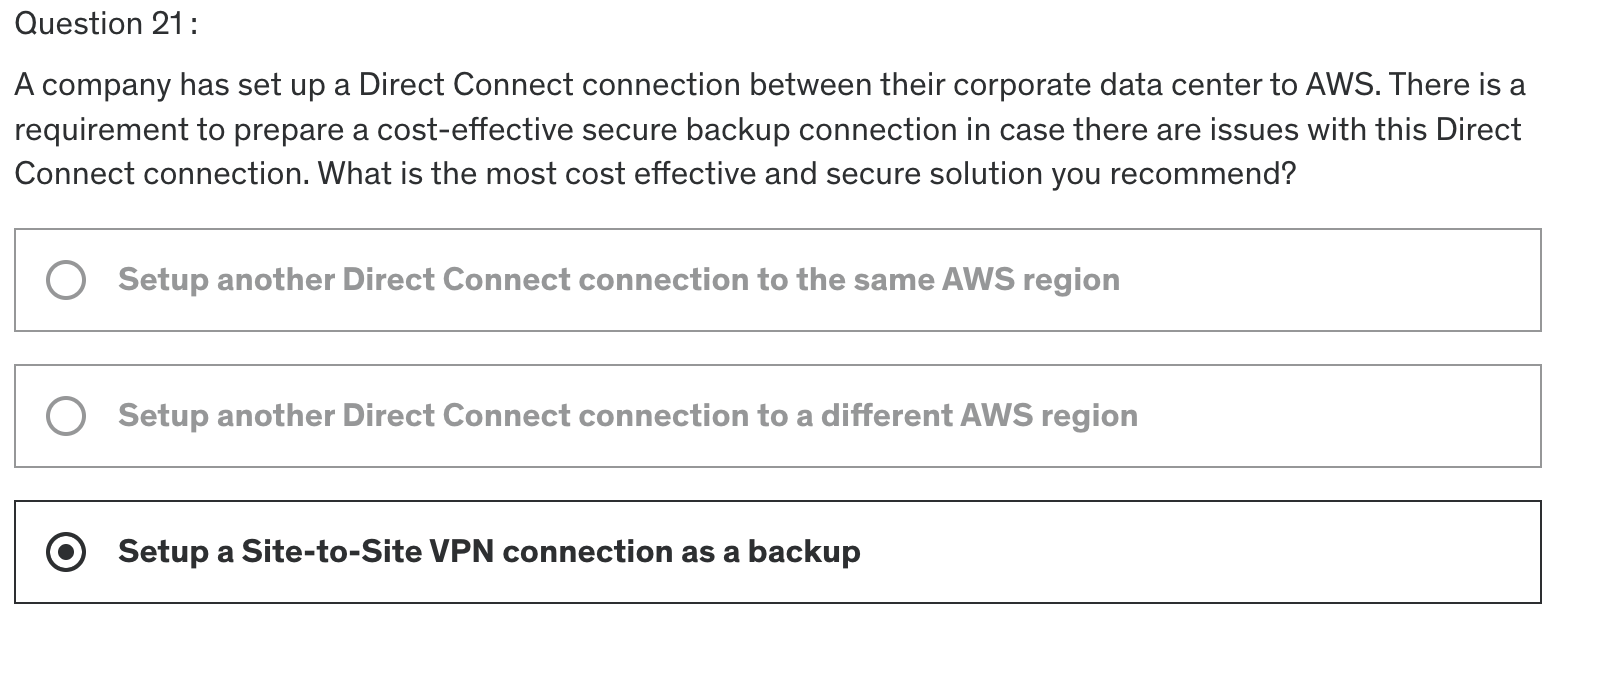 Question 21 :
A company has set up a Direct Connect connection between their corporate data center to AWS. There is a
requirement to prepare a cost-effective secure backup connection in case there are issues with this Direct
Connect connection. What is the most cost effective and secure solution you recommend?
Setup another Direct Connect connection to the same AWS region
Setup another Direct Connect connection to a different AWS region
Setup a Site-to-Site VPN connection as a backup